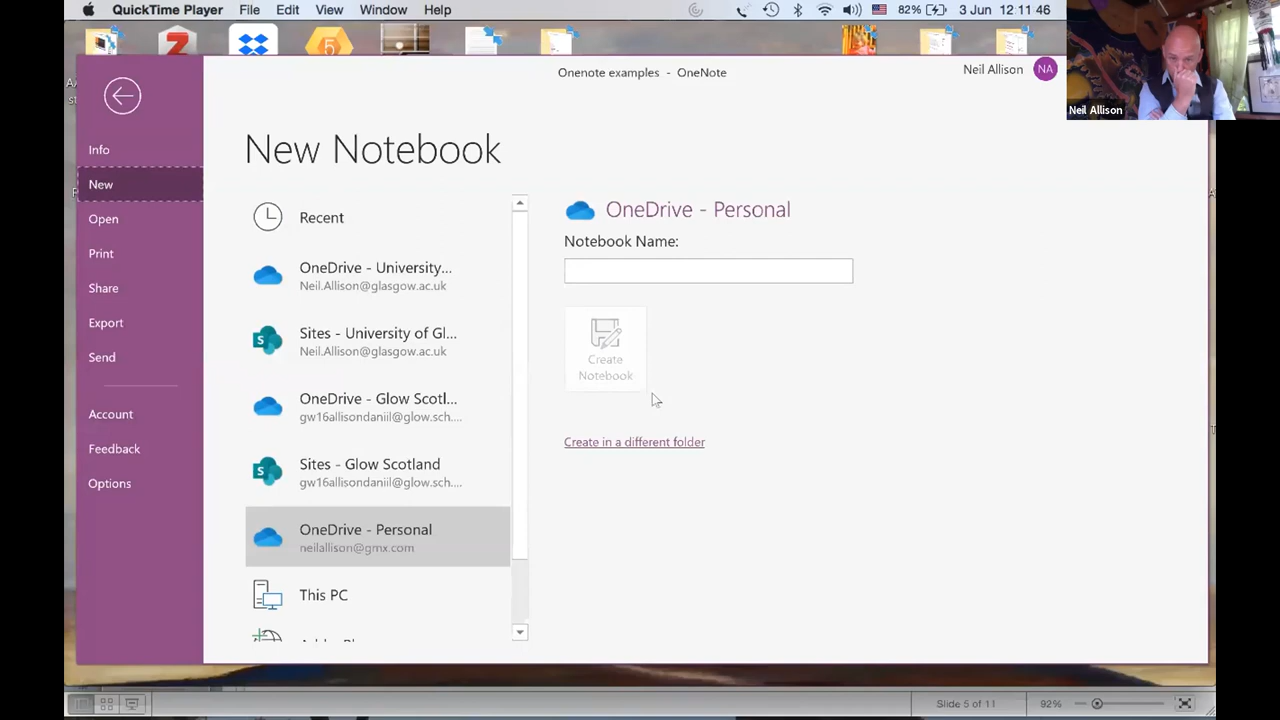 QuickTime Player File Edit View Window Help 82% 3 Jun 12:11:46
Neil Allison
Onenote examples - OneNote
Neil Allison NA
New Notebook
Info
New
Open
Print
Share
Export
Send
Account
Feedback
Options
Recent
OneDrive - University...
Neil.Allison@glasgow.ac.uk
Sites - University of Gl...
Neil.Allison@glasgow.ac.uk
OneDrive - Glow Scotl...
gw16allisondaniil@glow.sch....
Sites - Glow Scotland
gw16allisondaniil@glow.sch....
OneDrive - Personal
neilallison@gmx.com
This PC
OneDrive - Personal
Notebook Name:
Create
Notebook
Create in a different folder
Slide 5 of 11 92%